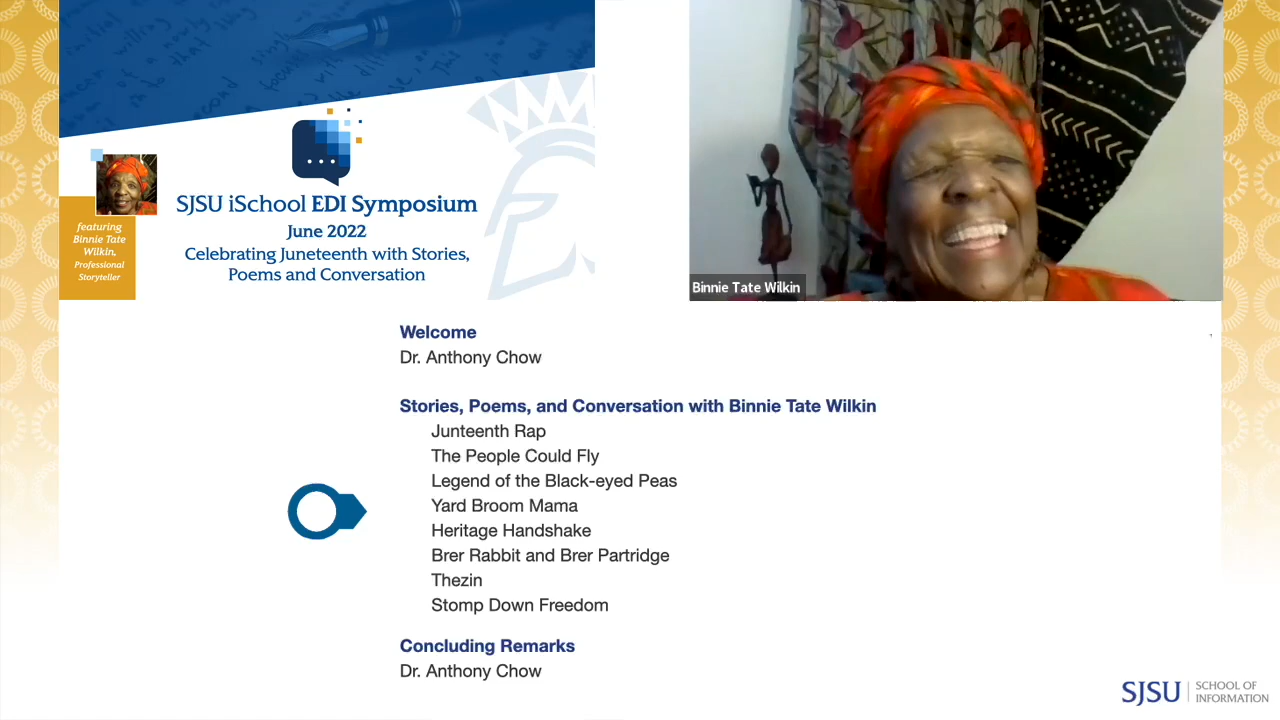 SJSU iSchool EDI Symposium
June 2022
Celebrating Juneteenth with Stories,
Poems and Conversation
featuring
Binnie Tate
Wilkin,
Professional
Storyteller
Binnie Tate Wilkin
Welcome
Dr. Anthony Chow
Stories, Poems, and Conversation with Binnie Tate Wilkin
Junteenth Rap
The People Could Fly
Legend of the Black-eyed Peas
Yard Broom Mama
Heritage Handshake
Brer Rabbit and Brer Partridge
Thezin
Stomp Down Freedom
Concluding Remarks
Dr. Anthony Chow
SJSU
SCHOOL OF
INFORMATION